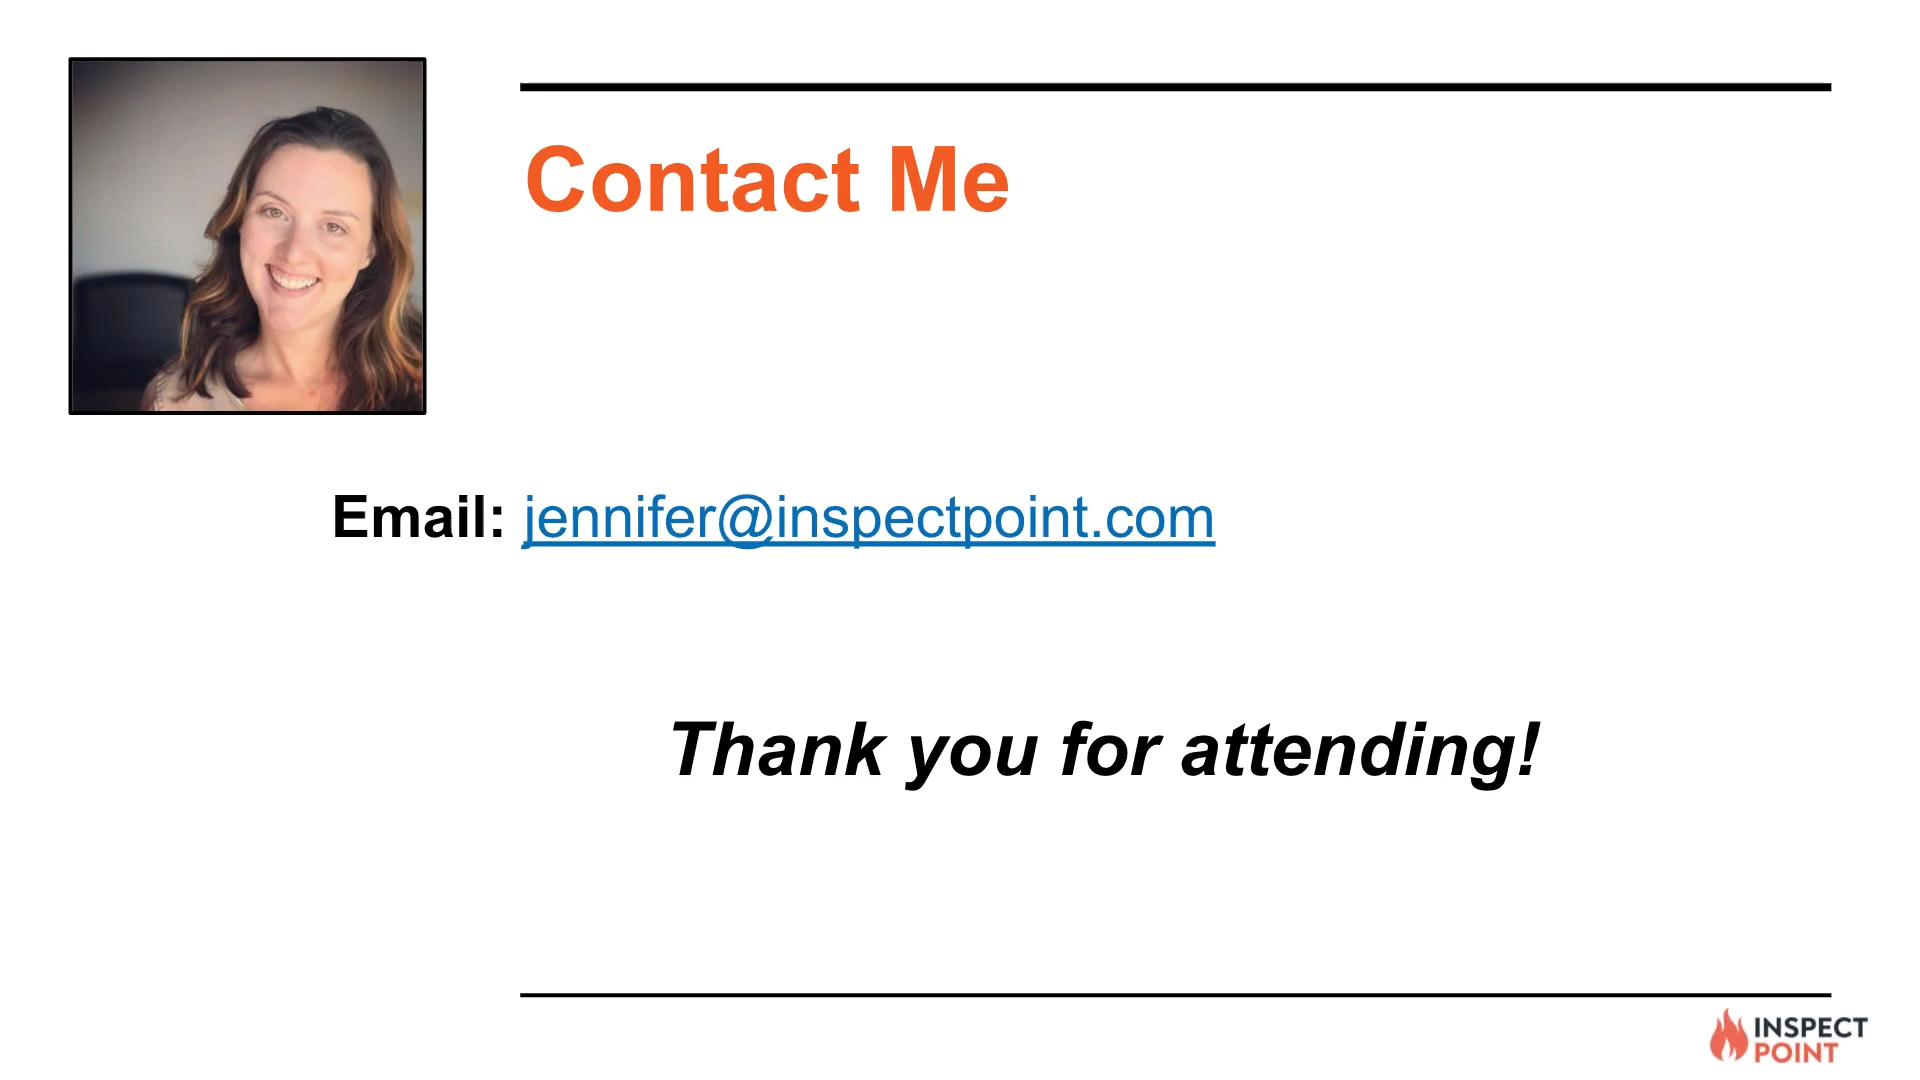 Contact Me
Email: jennifer@inspectpoint.com
Thank you for attending!
INSPECT
POINT